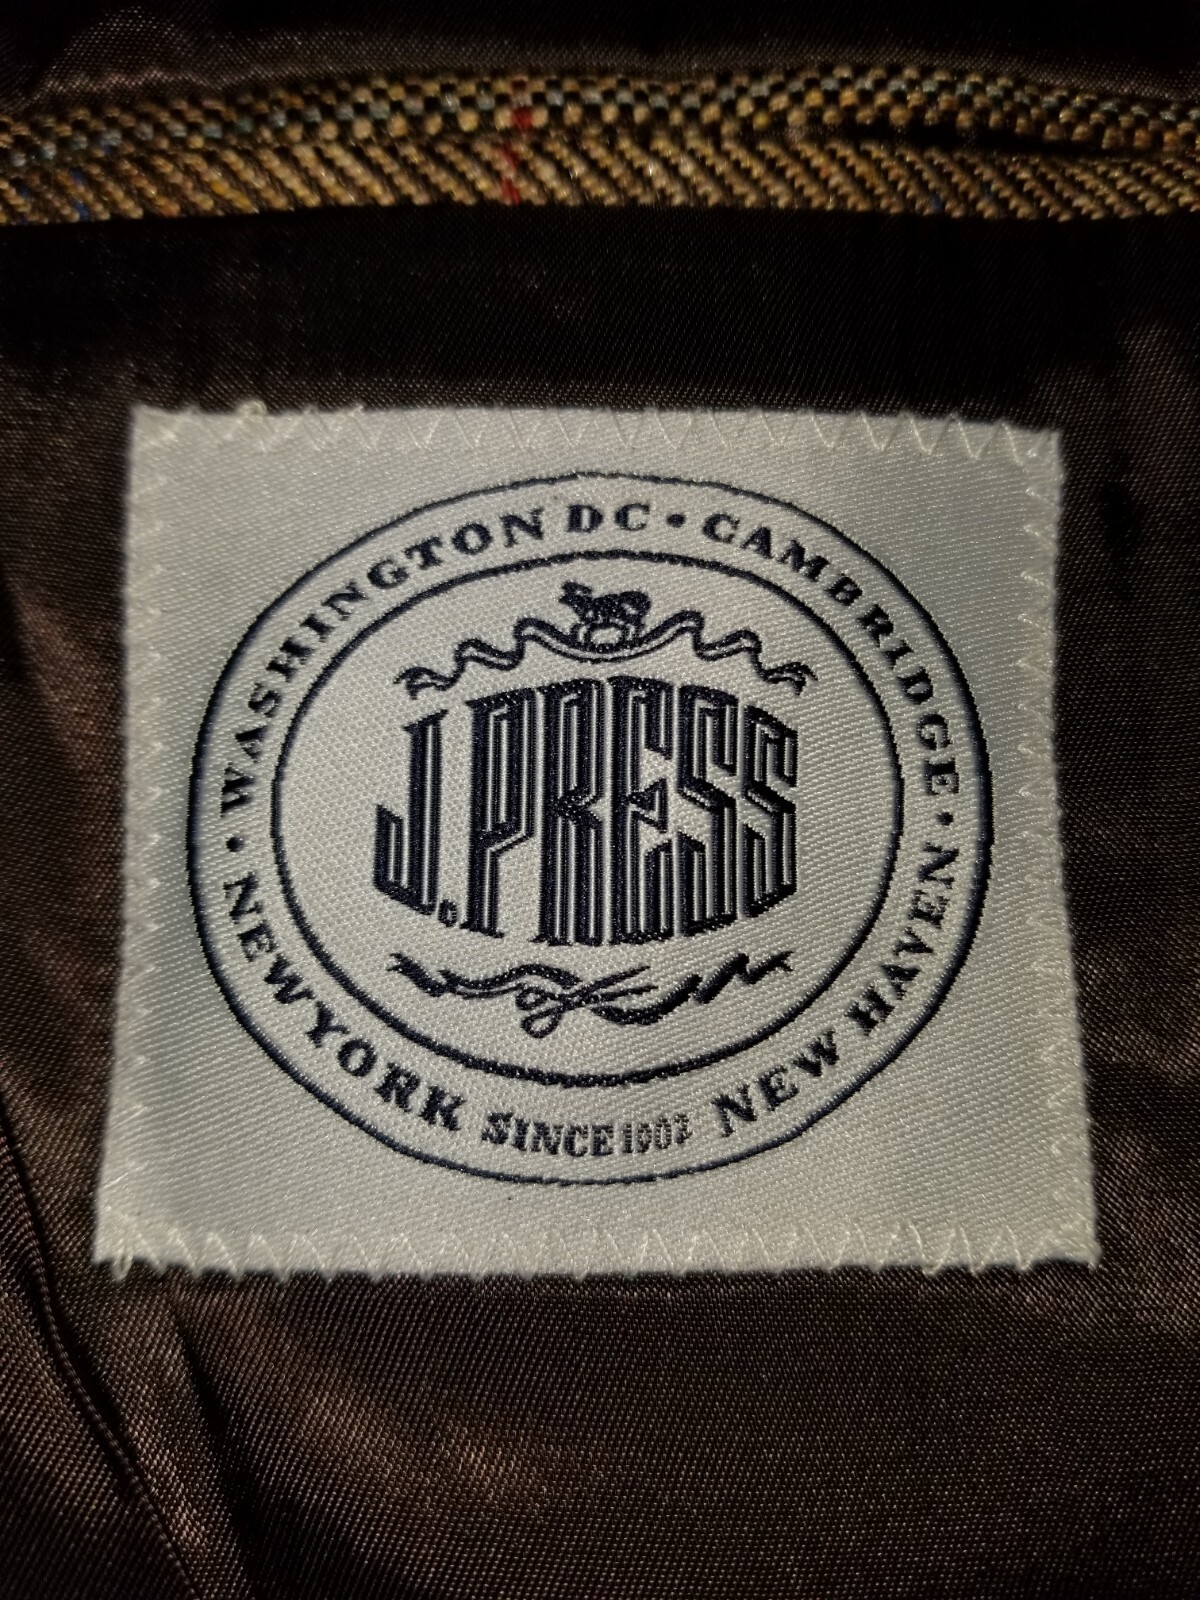 WASHINGTON DC • CAMBRIDGE • NEW HAVEN
J.PRESS
• NEW YORK SINCE 1902